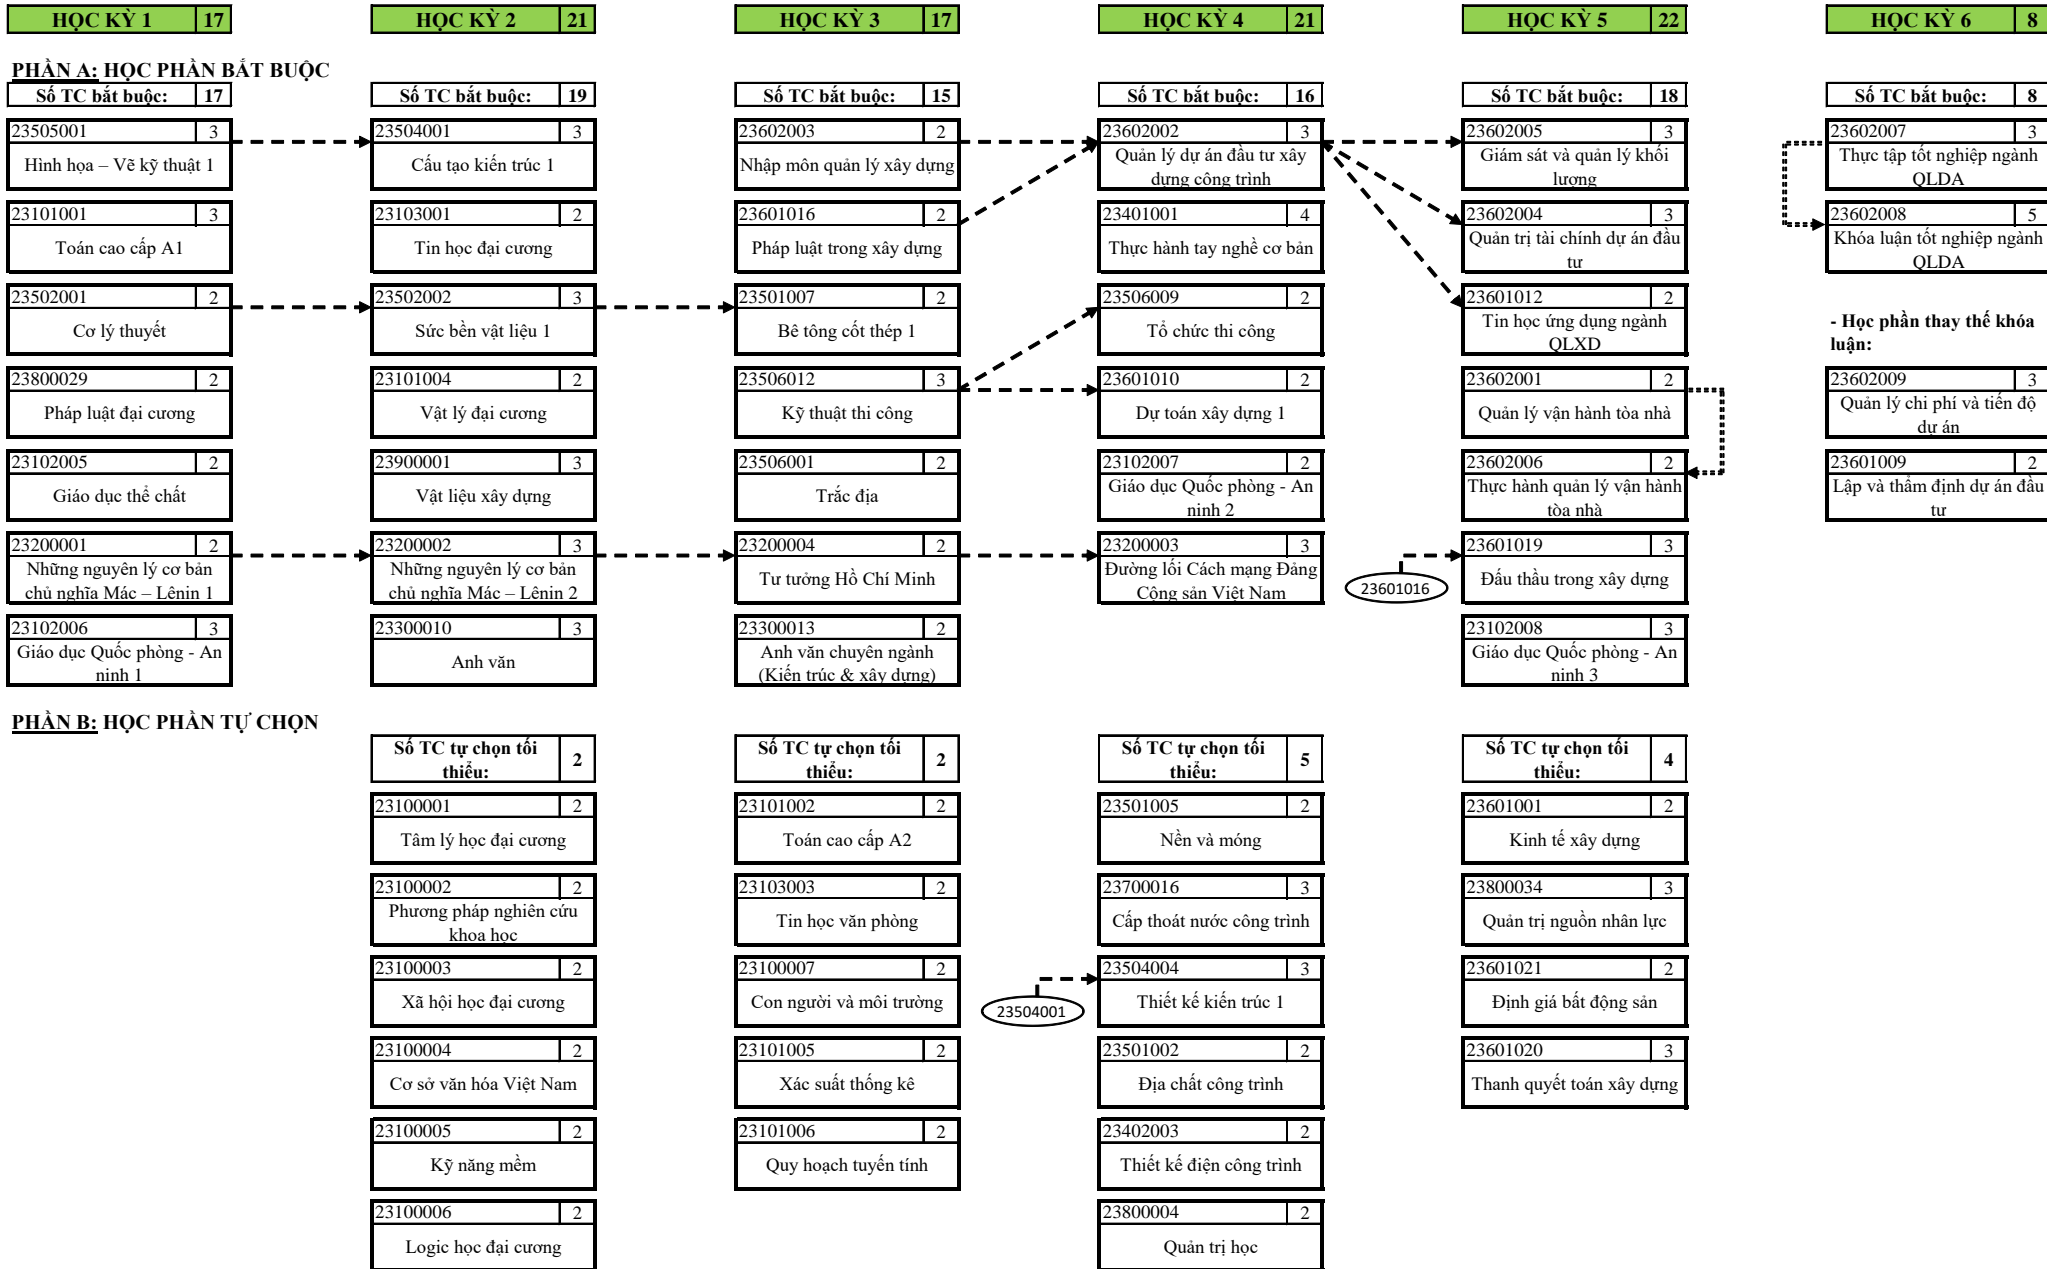 HỌC KỲ 1 17
HỌC KỲ 2 21
HỌC KỲ 3 17
HỌC KỲ 4 21
HỌC KỲ 5 22
HỌC KỲ 6 8
PHẦN A: HỌC PHẦN BẮT BUỘC
Số TC bắt buộc: 17
23505001 3
Hình họa – Vẽ kỹ thuật 1
23101001 3
Toán cao cấp A1
23502001 2
Cơ lý thuyết
23800029 2
Pháp luật đại cương
23102005 2
Giáo dục thể chất
23200001 2
Những nguyên lý cơ bản
chủ nghĩa Mác – Lênin 1
23102006 3
Giáo dục Quốc phòng - An
ninh 1
Số TC bắt buộc: 19
23504001 3
Cấu tạo kiến trúc 1
23103001 2
Tin học đại cương
23502002 3
Sức bền vật liệu 1
23101004 2
Vật lý đại cương
23900001 3
Vật liệu xây dựng
23200002 3
Những nguyên lý cơ bản
chủ nghĩa Mác – Lênin 2
23300010 3
Anh văn
Số TC bắt buộc: 15
23602003 2
Nhập môn quản lý xây dựng
23601016 2
Pháp luật trong xây dựng
23501007 2
Bê tông cốt thép 1
23506012 3
Kỹ thuật thi công
23506001 2
Trắc địa
23200004 2
Tư tưởng Hồ Chí Minh
23300013 2
Anh văn chuyên ngành
(Kiến trúc & xây dựng)
Số TC bắt buộc: 16
23602002 3
Quản lý dự án đầu tư xây
dựng công trình
23401001 4
Thực hành tay nghề cơ bản
23506009 2
Tổ chức thi công
23601010 2
Dự toán xây dựng 1
23102007 2
Giáo dục Quốc phòng - An
ninh 2
23200003 3
Đường lối Cách mạng Đảng
Cộng sản Việt Nam
Số TC bắt buộc: 18
23602005 3
Giám sát và quản lý khối
lượng
23602004 3
Quản trị tài chính dự án đầu
tư
23601012 2
Tin học ứng dụng ngành
QLXD
23602001 2
Quản lý vận hành tòa nhà
23602006 2
Thực hành quản lý vận hành
tòa nhà
23601016
23601019 3
Đấu thầu trong xây dựng
23102008 3
Giáo dục Quốc phòng - An
ninh 3
Số TC bắt buộc: 8
23602007 3
Thực tập tốt nghiệp ngành
QLDA
23602008 5
Khóa luận tốt nghiệp ngành
QLDA
- Học phần thay thế khóa
luận:
23602009 3
Quản lý chi phí và tiến độ
dự án
23601009 2
Lập và thẩm định dự án đầu
tư
PHẦN B: HỌC PHẦN TỰ CHỌN
Số TC tự chọn tối
thiểu: 2
23100001 2
Tâm lý học đại cương
23100002 2
Phương pháp nghiên cứu
khoa học
23100003 2
Xã hội học đại cương
23100004 2
Cơ sở văn hóa Việt Nam
23100005 2
Kỹ năng mềm
23100006 2
Logic học đại cương
Số TC tự chọn tối
thiểu: 2
23101002 2
Toán cao cấp A2
23103003 2
Tin học văn phòng
23100007 2
Con người và môi trường
23101005 2
Xác suất thống kê
23101006 2
Quy hoạch tuyến tính
Số TC tự chọn tối
thiểu: 5
23501005 2
Nền và móng
23700016 3
Cấp thoát nước công trình
23504001
23504004 3
Thiết kế kiến trúc 1
23501002 2
Địa chất công trình
23402003 2
Thiết kế điện công trình
23800004 2
Quản trị học
Số TC tự chọn tối
thiểu: 4
23601001 2
Kinh tế xây dựng
23800034 3
Quản trị nguồn nhân lực
23601021 2
Định giá bất động sản
23601020 3
Thanh quyết toán xây dựng